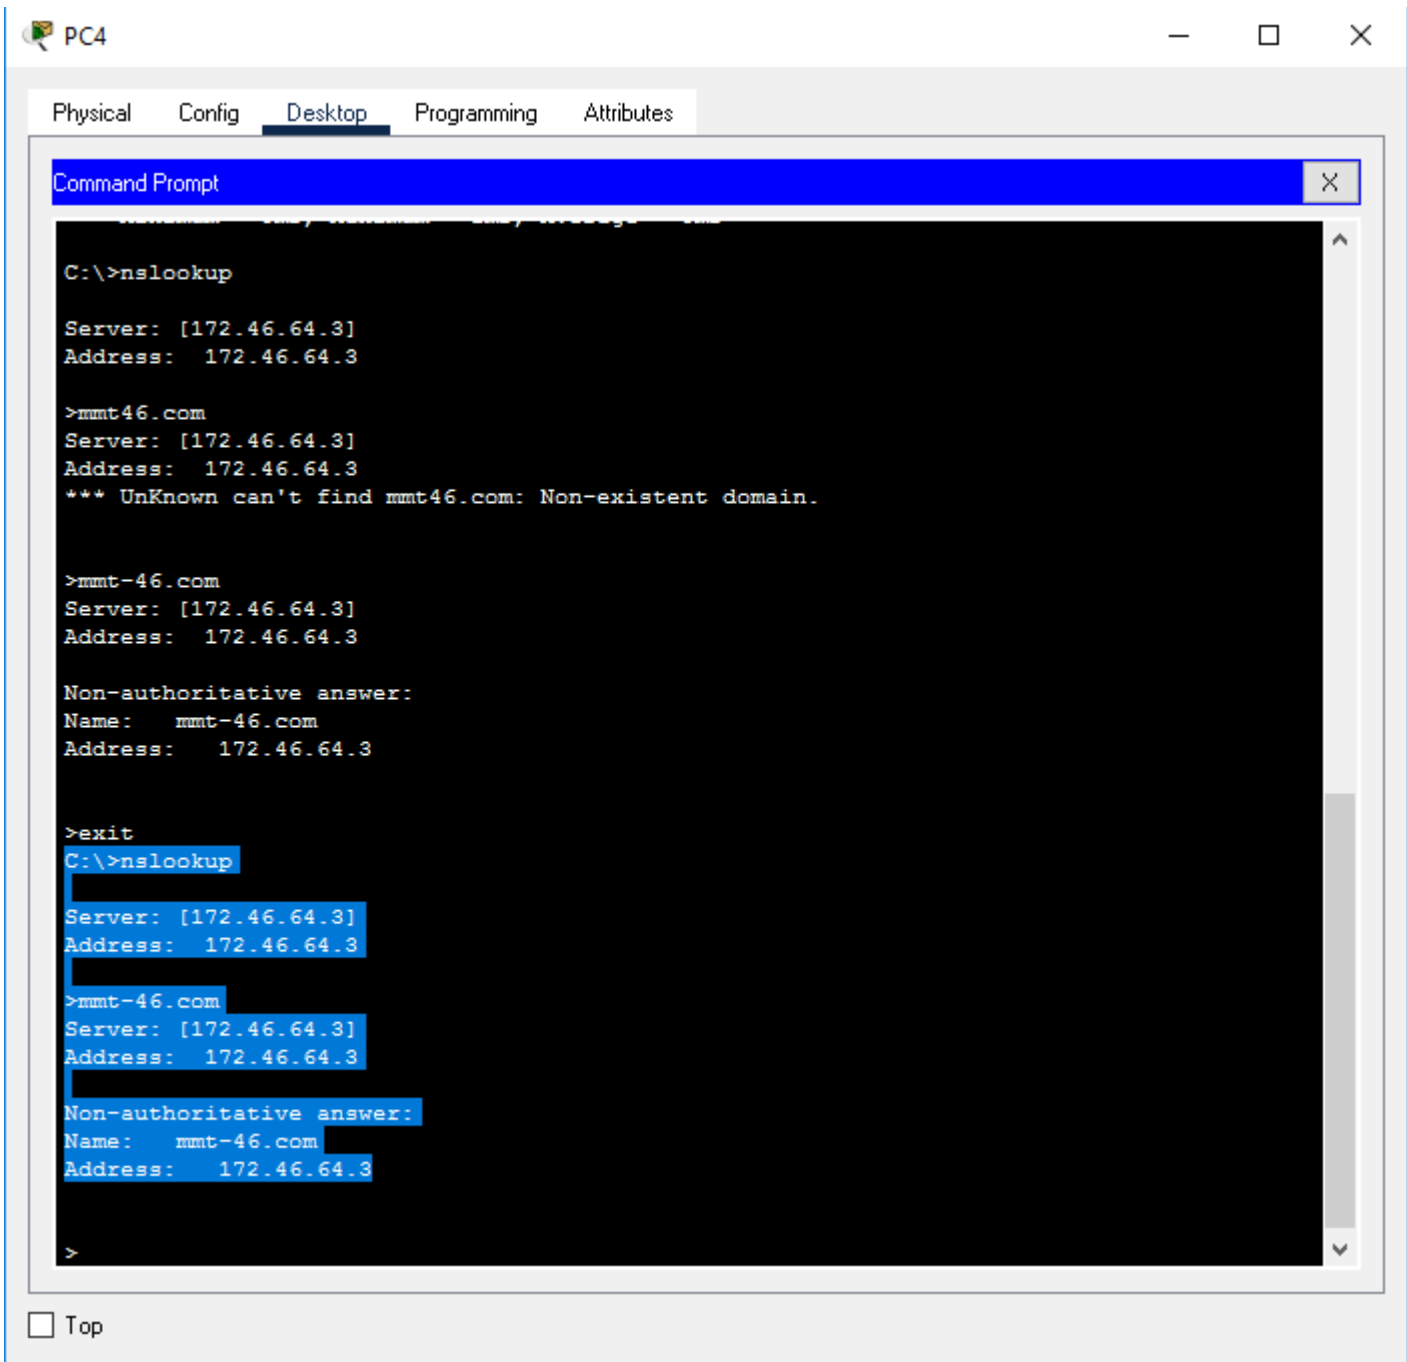 PC4
Physical Config Desktop Programming Attributes
Command Prompt
X
C:\>nslookup
Server: [172.46.64.3]
Address:  172.46.64.3
>mmt46.com
Server: [172.46.64.3]
Address:  172.46.64.3
*** UnKnown can't find mmt46.com: Non-existent domain.
>mmt-46.com
Server: [172.46.64.3]
Address:  172.46.64.3
Non-authoritative answer:
Name:   mmt-46.com
Address:   172.46.64.3
>exit
C:\>nslookup
Server: [172.46.64.3]
Address:  172.46.64.3
>mmt-46.com
Server: [172.46.64.3]
Address:  172.46.64.3
Non-authoritative answer:
Name:   mmt-46.com
Address:   172.46.64.3
>
Top